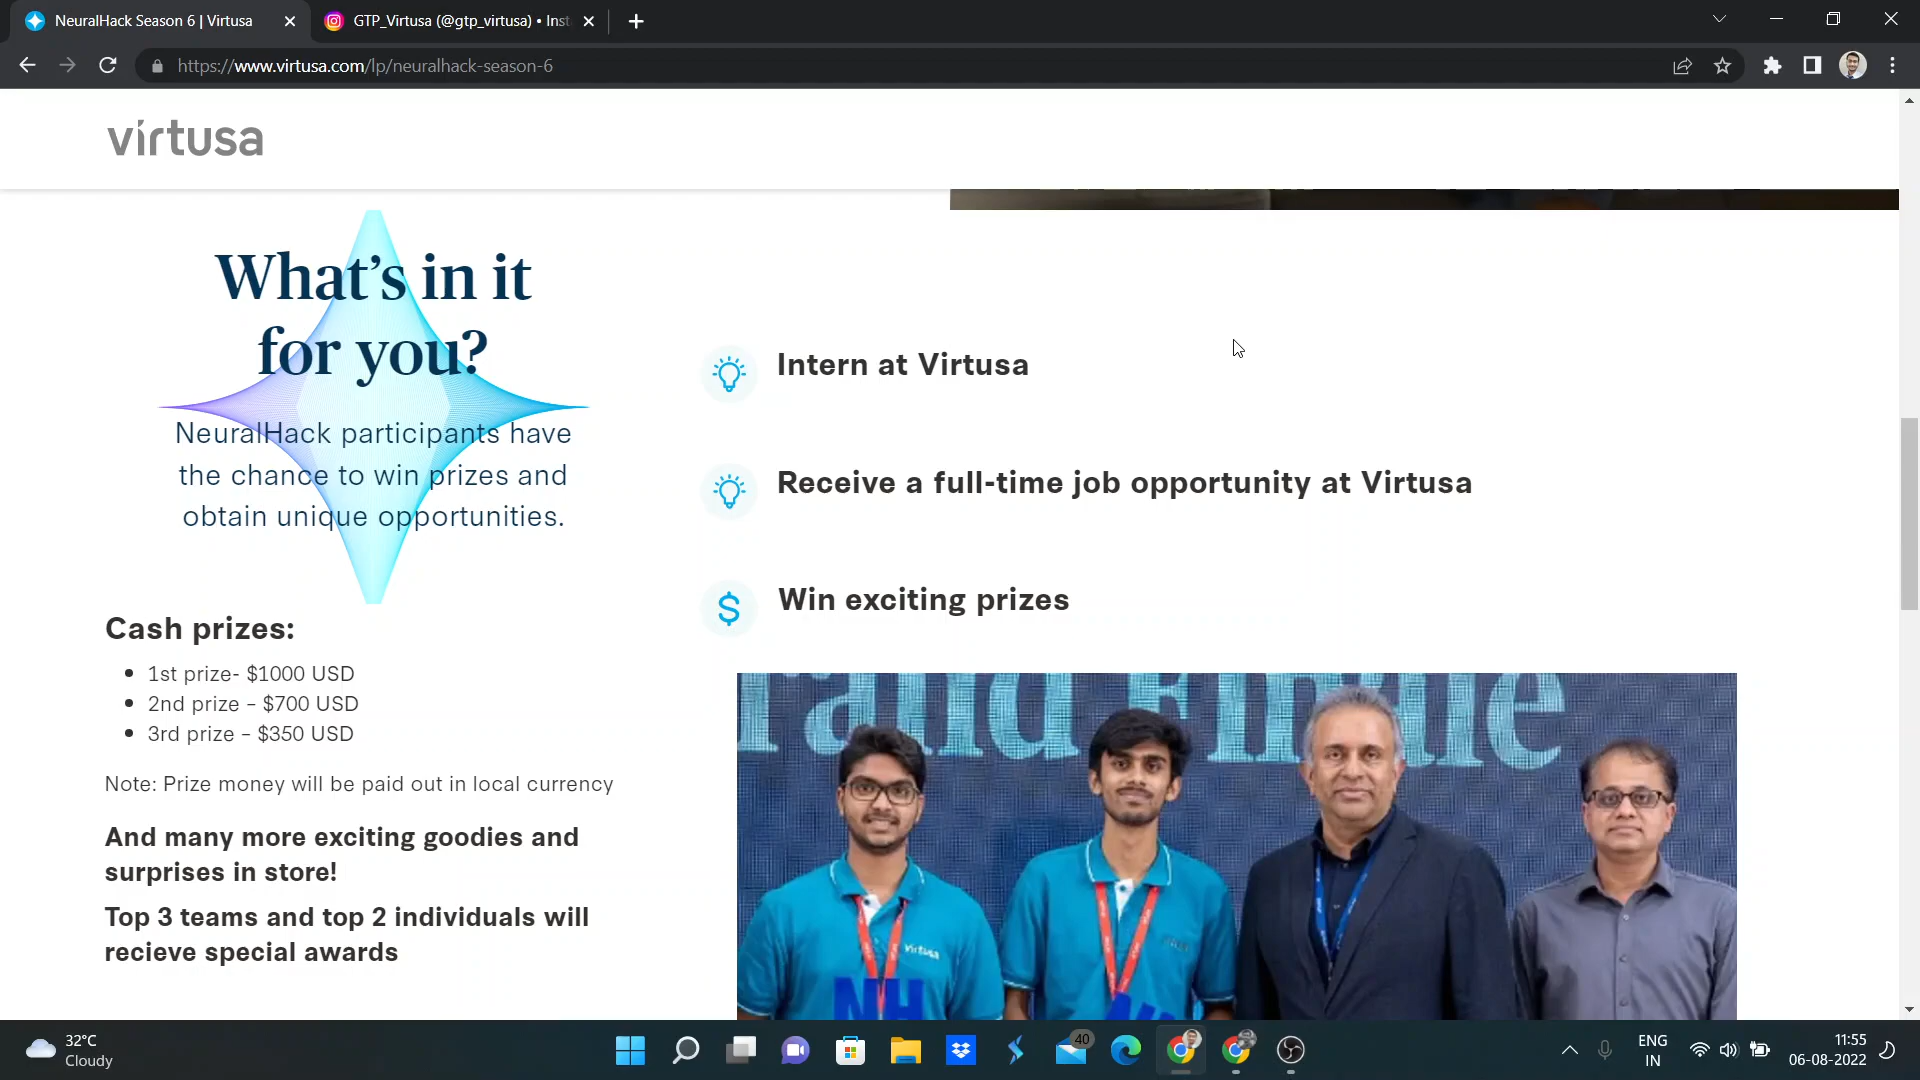 NeuralHack Season 6 | Virtusa
GTP_Virtusa (@gtp_virtusa) • Inst
https://www.virtusa.com/lp/neuralhack-season-6
virtusa
What's in it
for you?
NeuralHack participants have
the chance to win prizes and
obtain unique opportunities.
Cash prizes:
• 1st prize- $1000 USD
• 2nd prize – $700 USD
• 3rd prize – $350 USD
Note: Prize money will be paid out in local currency
And many more exciting goodies and
surprises in store!
Top 3 teams and top 2 individuals will
recieve special awards
Intern at Virtusa
Receive a full-time job opportunity at Virtusa
$
Win exciting prizes
rand Finale
virtusa
NH
32°C
Cloudy
40
ENG
IN
11:55
06-08-2022